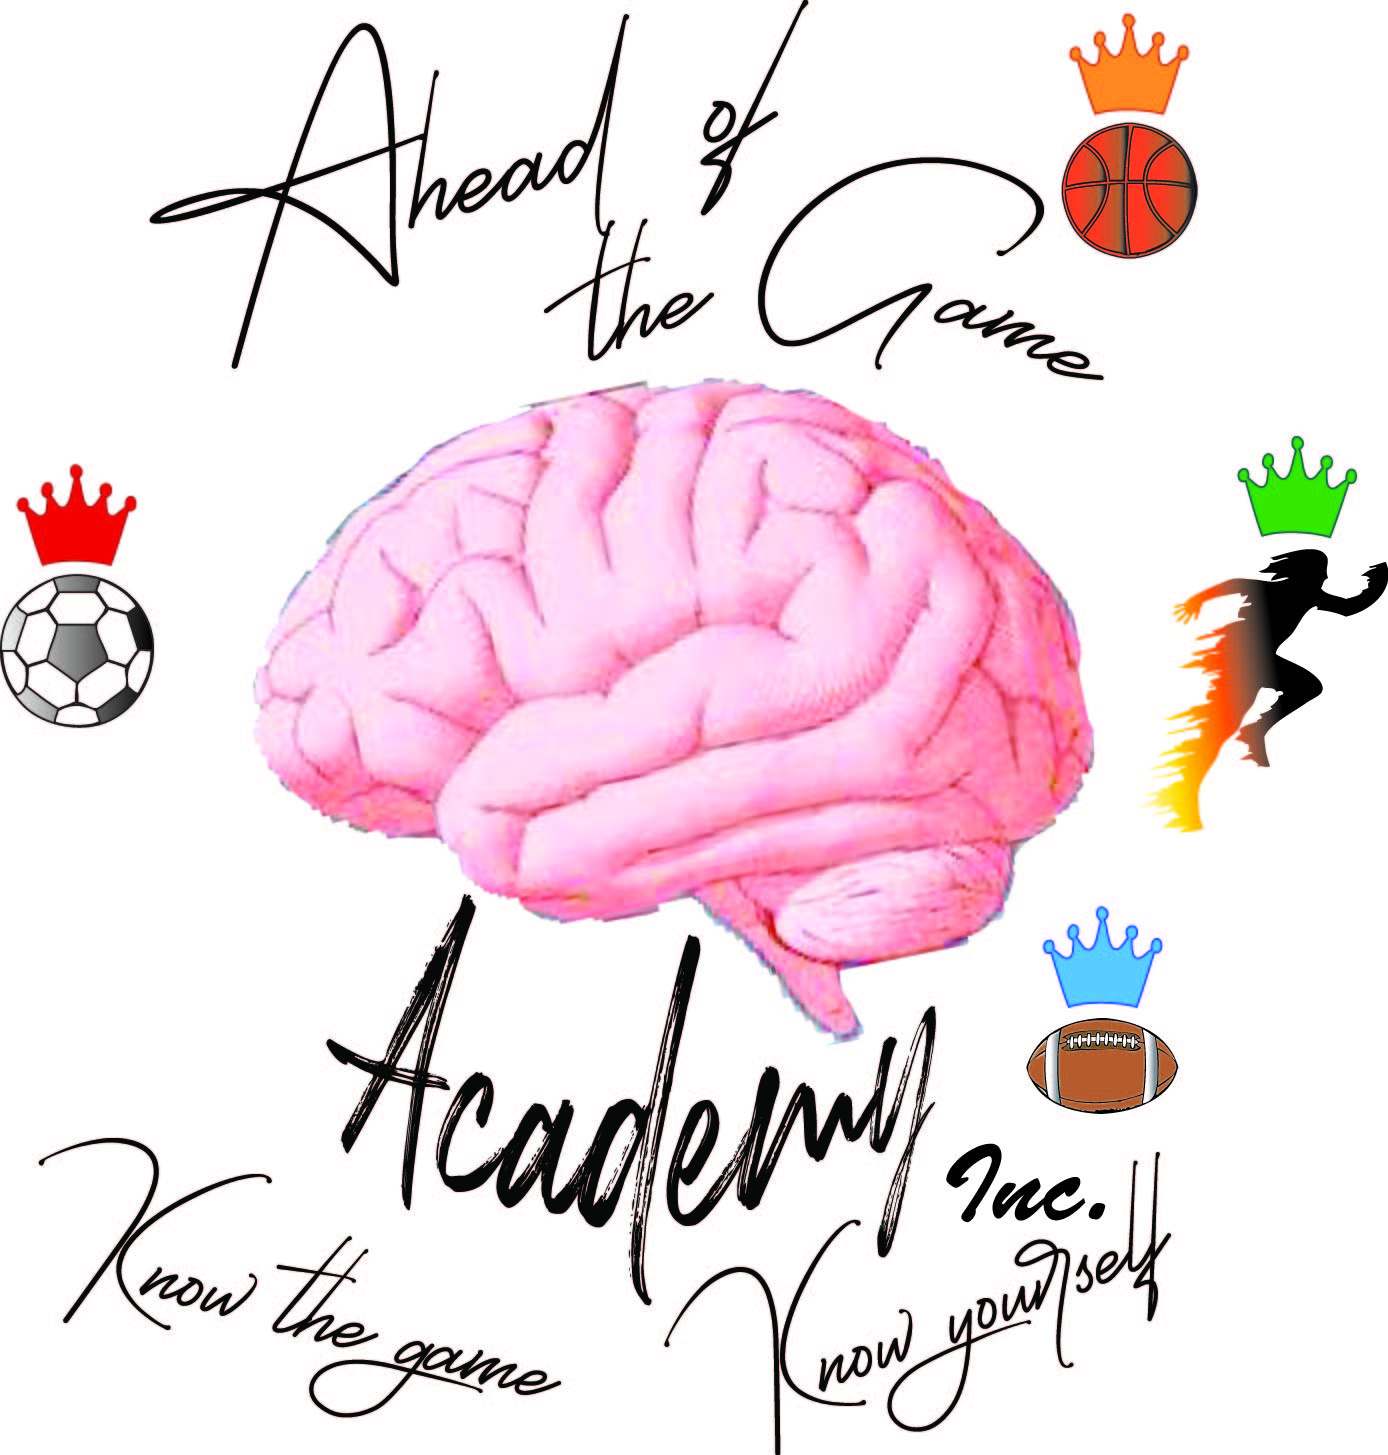 Ahead of
the Game
Academy
Inc.
Know the game
Know yourself